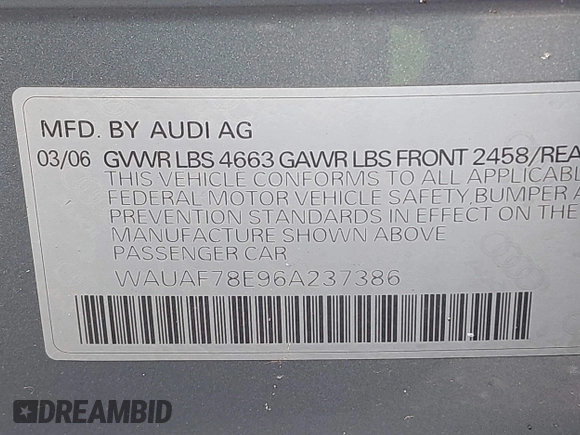 MFD. BY AUDI AG
03/06 GVWR LBS 4663 GAWR LBS FRONT 2458/REA
THIS VEHICLE CONFORMS TO ALL APPLICABL
FEDERAL MOTOR VEHICLE SAFETY, BUMPER A
PREVENTION STANDARDS IN EFFECT ON THE
MANUFACTURE SHOWN ABOVE
PASSENGER CAR
WAUAF78E96A237386
DREAMBID